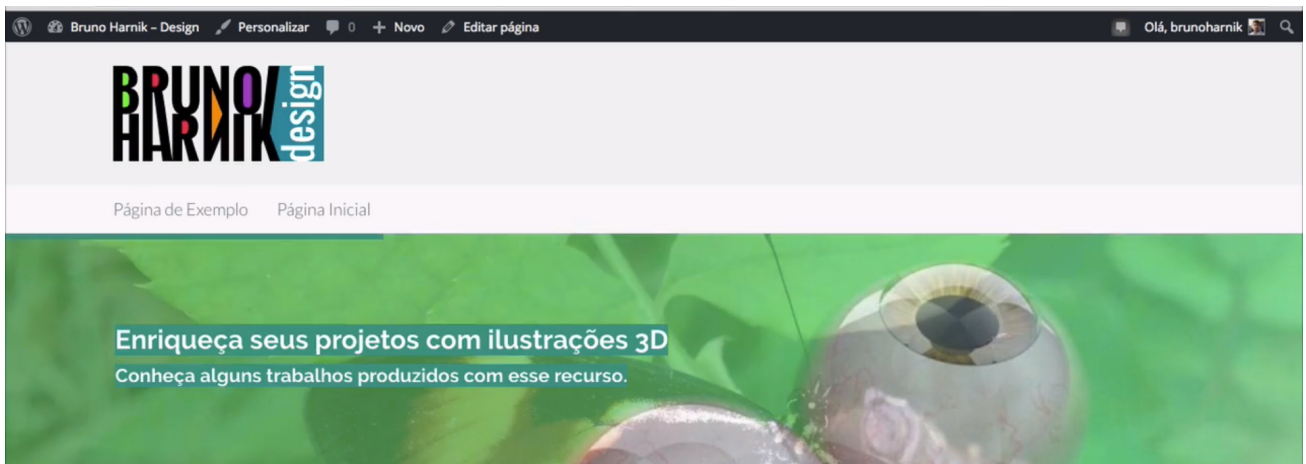 Bruno Harnik – Design Personalizar 0 Novo Editar página Olá, brunoharnik
BRUNO
HARNIK
design
Página de Exemplo Página Inicial
Enriqueça seus projetos com ilustrações 3D
Conheça alguns trabalhos produzidos com esse recurso.